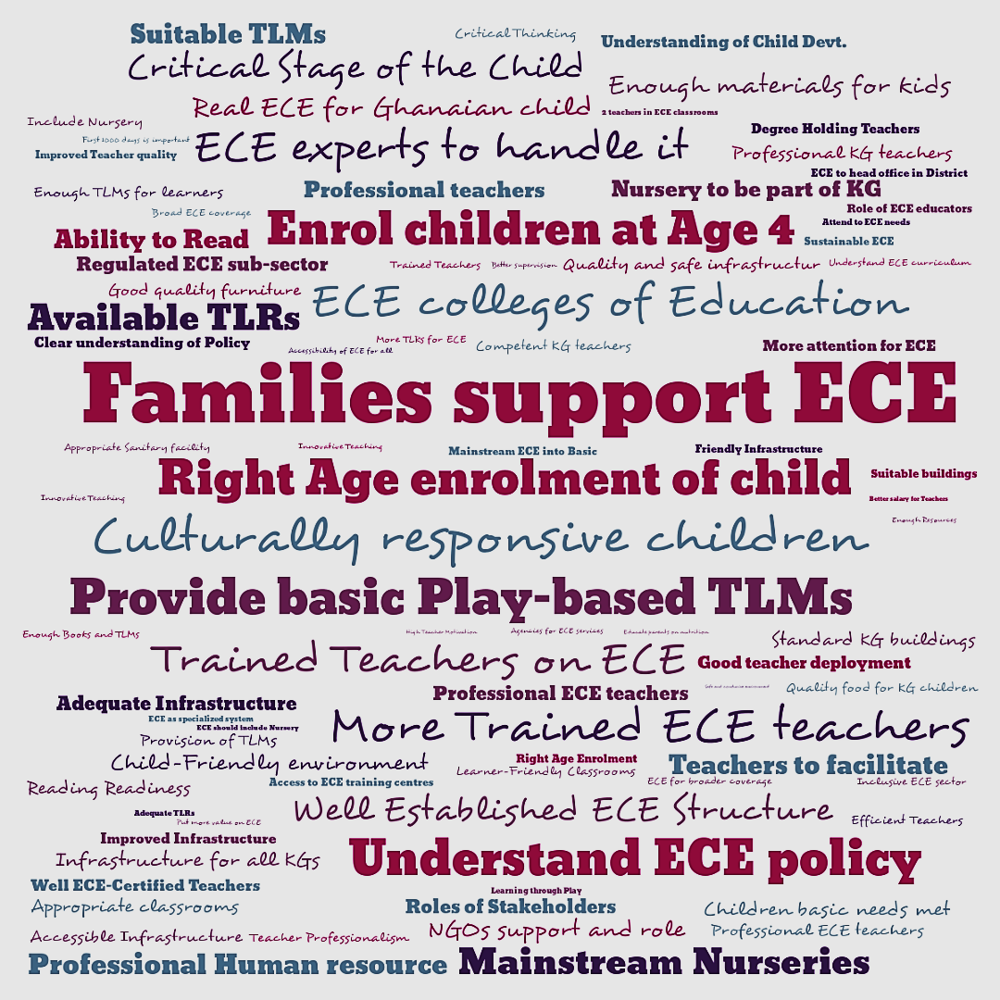 Suitable TLMs
Critical Thinking
Understanding of Child Devt.
Critical Stage of the Child
Enough materials for kids
Real ECE for Ghanaian child
2 teachers in ECE classrooms
Include Nursery
Degree Holding Teachers
First 1000 days is important
ECE experts to handle it
Improved Teacher quality
Professional KG teachers
ECE to head office in District
Enough TLMs for learners
Professional teachers
Nursery to be part of KG
Broad ECE coverage
Role of ECE educators
Enrol children at Age 4
Attend to ECE needs
Ability to Read
Sustainable ECE
Regulated ECE sub-sector
Trained Teachers
Better supervision
Quality and safe infrastructur
Understand ECE curriculum
Good quality furniture
ECE colleges of Education
Available TLRs
Clear understanding of Policy
More TLRs for ECE
Accessibility of ECE for all
Competent KG teachers
More attention for ECE
Families support ECE
Appropriate Sanitary facility
Innovative Teaching
Mainstream ECE into Basic
Friendly Infrastructure
Right Age enrolment of child
Suitable buildings
Innovative Teaching
Better salary for Teachers
Enough Resources
Culturally responsive children
Provide basic Play-based TLMs
Enough Books and TLMs
High Teacher Motivation
Agencies for ECE services
Educate parents on nutrition
Standard KG buildings
Trained Teachers on ECE
Good teacher deployment
Professional ECE teachers
Quality food for KG children
Adequate Infrastructure
ECE as specialized system
ECE should include Nursery
More Trained ECE teachers
Provision of TLMs
Child-Friendly environment
Right Age Enrolment
Learner-Friendly Classrooms
Teachers to facilitate
Reading Readiness
Access to ECE training centres
ECE for broader coverage
Inclusive ECE sector
Adequate TLRs
Put more value on ECE
Well Established ECE Structure
Efficient Teachers
Improved Infrastructure
Infrastructure for all KGs
Understand ECE policy
Well ECE-Certified Teachers
Learning through Play
Appropriate classrooms
Roles of Stakeholders
Children basic needs met
Accessible Infrastructure
Teacher Professionalism
NGOs support and role
Professional ECE teachers
Professional Human resource
Mainstream Nurseries